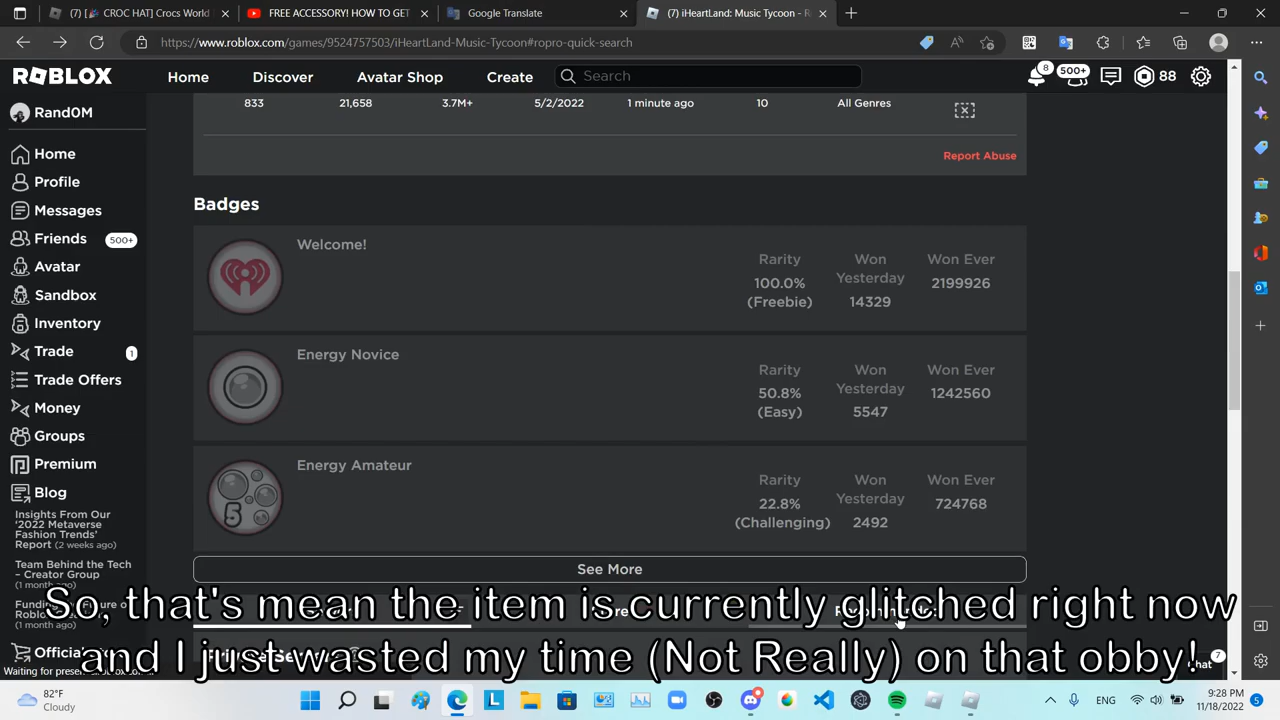 (7) [🎉 CROC HAT] Crocs World
FREE ACCESSORY! HOW TO GET
Google Translate
(7) iHeartLand: Music Tycoon - R
https://www.roblox.com/games/9524757503/iHeartLand-Music-Tycoon#ropro-quick-search
ROBLOX Home Discover Avatar Shop Create Search 8 500+ 88
Rand0M
Home
Profile
Messages
Friends 500+
Avatar
Sandbox
Inventory
Trade 1
Trade Offers
Money
Groups
Premium
Blog
Insights From Our
'2022 Metaverse
Fashion Trends'
Report (2 weeks ago)
Team Behind the Tech
– Creator Group
(1 month ago)
833 21,658 3.7M+ 5/2/2022 1 minute ago 10 All Genres
Report Abuse
Badges
Welcome!
Rarity
100.0%
(Freebie)
Won
Yesterday
14329
Won Ever
2199926
Energy Novice
Rarity
50.8%
(Easy)
Won
Yesterday
5547
Won Ever
1242560
5
Energy Amateur
Rarity
22.8%
(Challenging)
Won
Yesterday
2492
Won Ever
724768
See More
So, that's mean the item is currently glitched right now
and I just wasted my time (Not Really) on that obby!
Chat 7
82°F
Cloudy
ENG
9:28 PM
11/18/2022